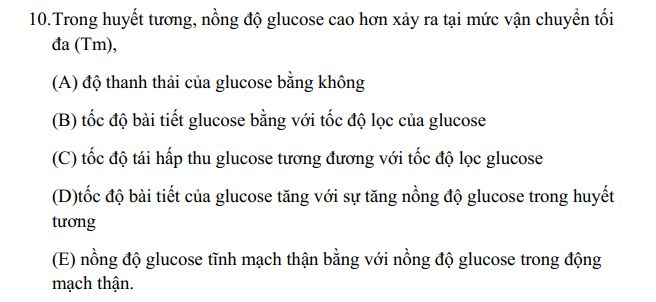 10.Trong huyết tương, nồng độ glucose cao hơn xảy ra tại mức vận chuyển tối
đa (Tm),
(A) độ thanh thải của glucose bằng không
(B) tốc độ bài tiết glucose bằng với tốc độ lọc của glucose
(C) tốc độ tái hấp thu glucose tương đương với tốc độ lọc glucose
(D)tốc độ bài tiết của glucose tăng với sự tăng nồng độ glucose trong huyết
tương
(E) nồng độ glucose tĩnh mạch thận bằng với nồng độ glucose trong động
mạch thận.